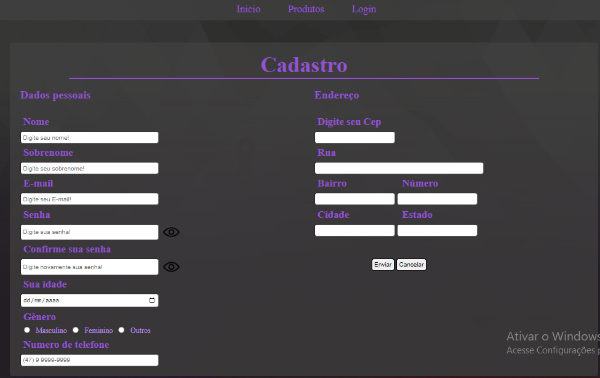 Inicio Produtos Login
Cadastro
Dados pessoais
Nome
Digite seu nome!
Sobrenome
Digite seu sobrenome!
E-mail
Digite seu E-mail!
Senha
Digite sua senha!
Confirme sua senha
Digite novamente sua senha!
Sua idade
dd/mm/aaaa
Gênero
Masculino Feminino Outros
Numero de telefone
(47) 9 9999-9999
Endereço
Digite seu Cep
Rua
Bairro Número
Cidade Estado
Enviar Cancelar
Ativar o Windows
Acesse Configurações p